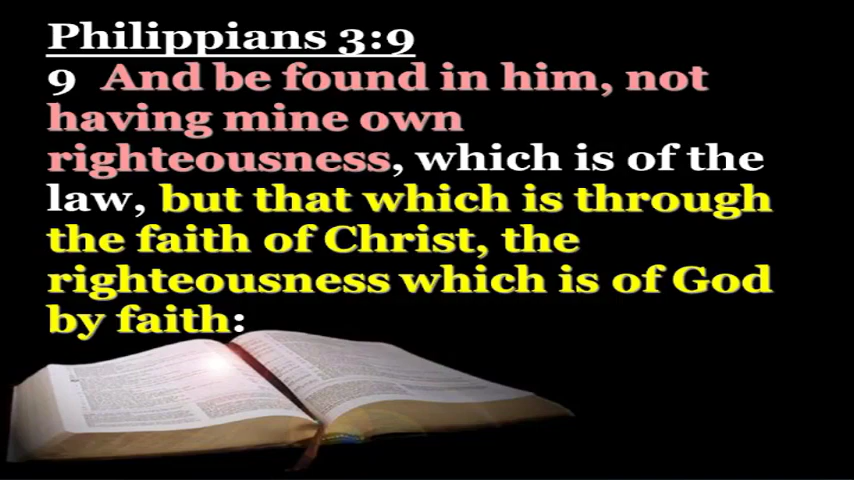 Philippians 3:9
9 And be found in him, not
having mine own
righteousness, which is of the
law, but that which is through
the faith of Christ, the
righteousness which is of God
by faith: